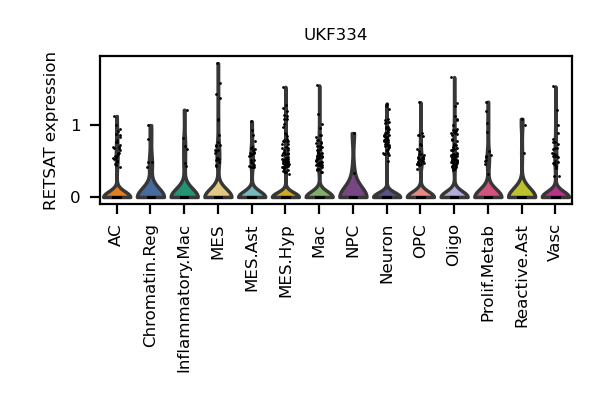 UKF334
RETSAT expression
1
0
AC
Chromatin.Reg
Inflammatory.Mac
MES
MES.Ast
MES.Hyp
Mac
NPC
Neuron
OPC
Oligo
Prolif.Metab
Reactive.Ast
Vasc